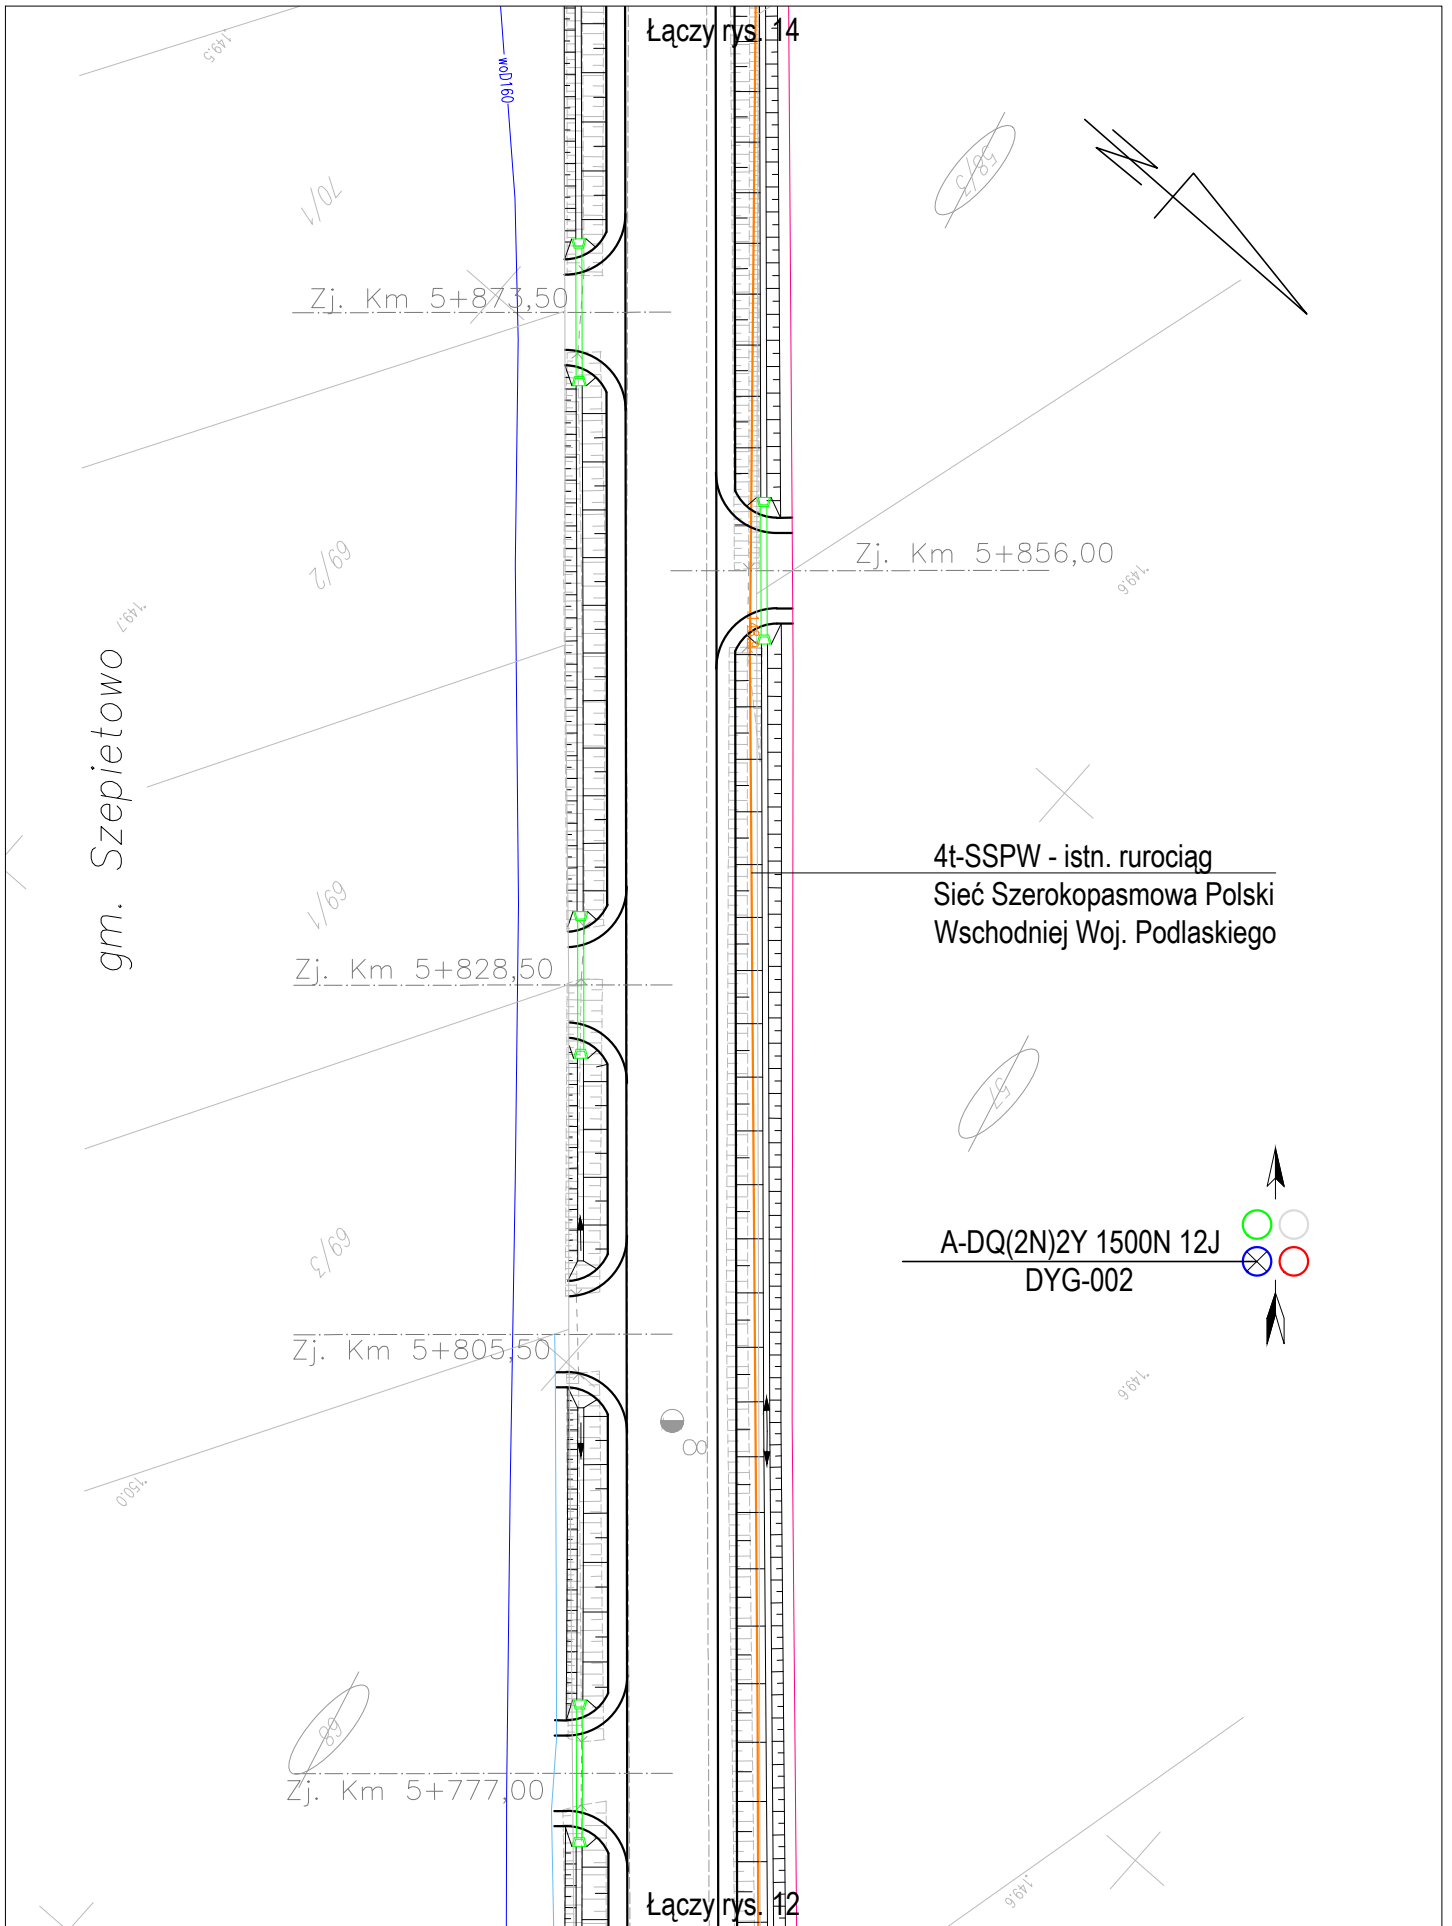 Łączy rys. 14
149.5
woD160
58/3
70/1
Zj. Km 5+873,50
Zj. Km 5+856,00
149.6
69/2
149.7
gm. Szepietowo
4t-SSPW - istn. rurociąg
Sieć Szerokopasmowa Polski
Wschodniej Woj. Podlaskiego
69/1
Zj. Km 5+828,50
57
A-DQ(2N)2Y 1500N 12J
DYG-002
69/3
Zj. Km 5+805,50
149.6
8
150.0
68
Zj. Km 5+777,00
149.6
Łączy rys. 12